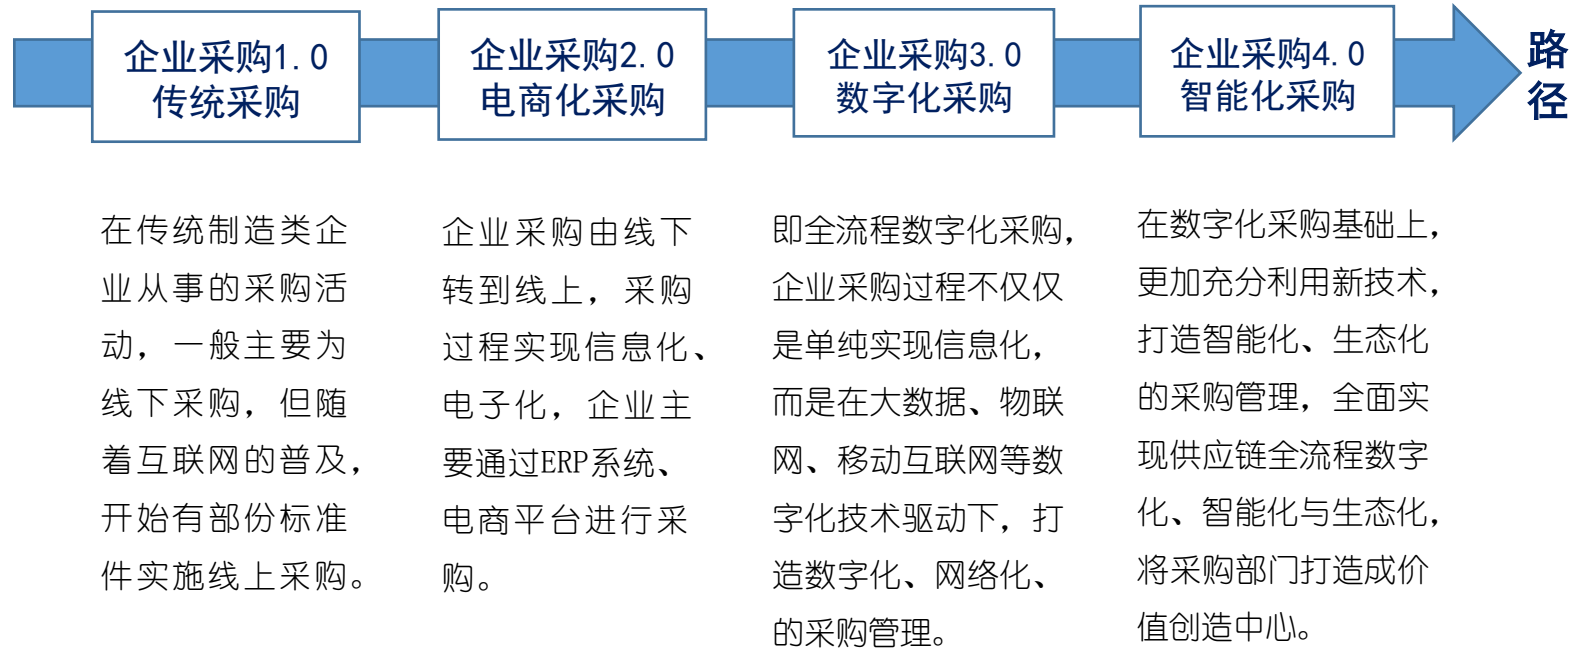 企业采购1.0
传统采购
企业采购2.0
电商化采购
企业采购3.0
数字化采购
企业采购4.0
智能化采购
路
径
在传统制造类企
业从事的采购活
动，一般主要为
线下采购，但随
着互联网的普及，
开始有部份标准
件实施线上采购。
企业采购由线下
转到线上，采购
过程实现信息化、
电子化，企业主
要通过ERP系统、
电商平台进行采
购。
即全流程数字化采购，
企业采购过程不仅仅
是单纯实现信息化，
而是在大数据、物联
网、移动互联网等数
字化技术驱动下，打
造数字化、网络化、
的采购管理。
在数字化采购基础上，
更加充分利用新技术，
打造智能化、生态化
的采购管理，全面实
现供应链全流程数字
化、智能化与生态化，
将采购部门打造成价
值创造中心。